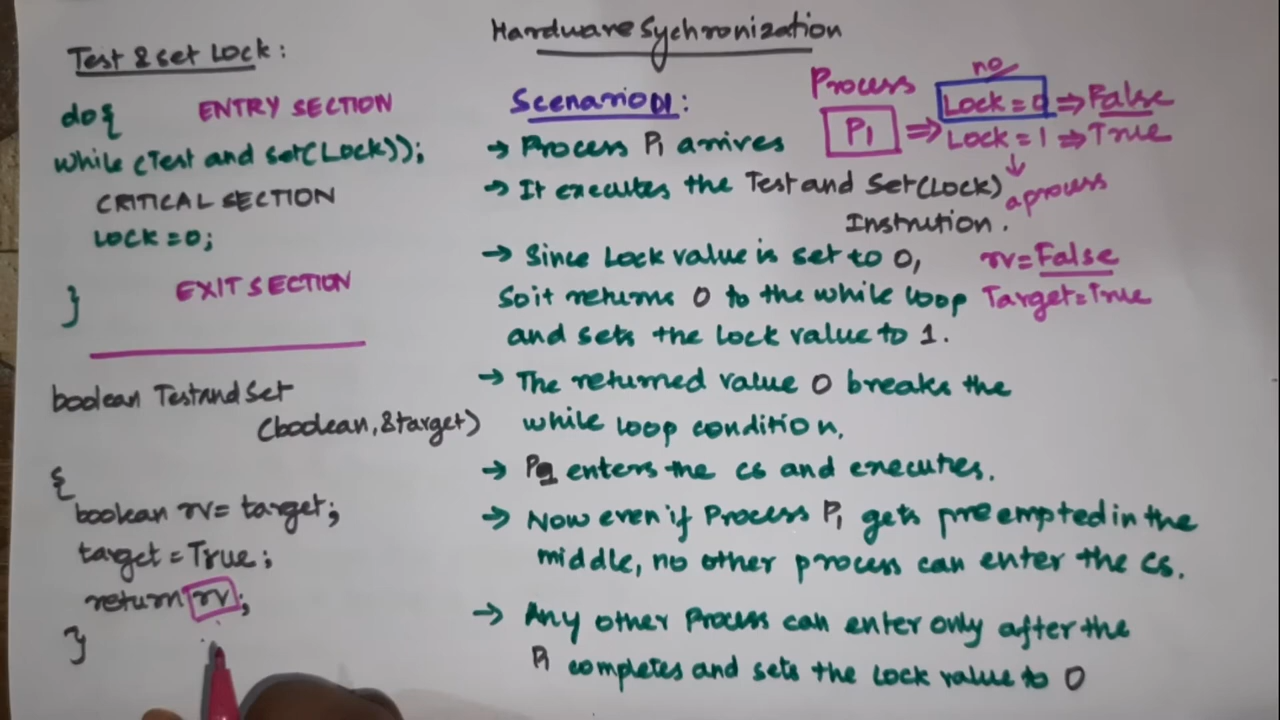 Hardware Sychronization
Test & set Lock:
do{ ENTRY SECTION
while (Test and set(Lock));
CRITICAL SECTION
LOCK = 0;
} EXIT SECTION
boolean TestandSet
(boolean, &target)
{
boolean rv = target;
target = True;
return rv;
}
Scenario 01:
Process
P1 ⇒
no
Lock = 0 ⇒ False
Lock = 1 ⇒ True
↓
a process
→ Process P1 arrives
→ It executes the Test and Set(Lock)
Instrution.
→ Since Lock value is set to 0,
So it returns 0 to the while loop
and sets the lock value to 1.
rv = False
Target = True
→ The returned value 0 breaks the
while loop condition.
→ P1 enters the cs and executies.
→ Now even if Process P1 gets preempted in the
middle, no other process can enter the cs.
→ Any other Process can enter only after the
P1 completes and sets the Lock value to 0